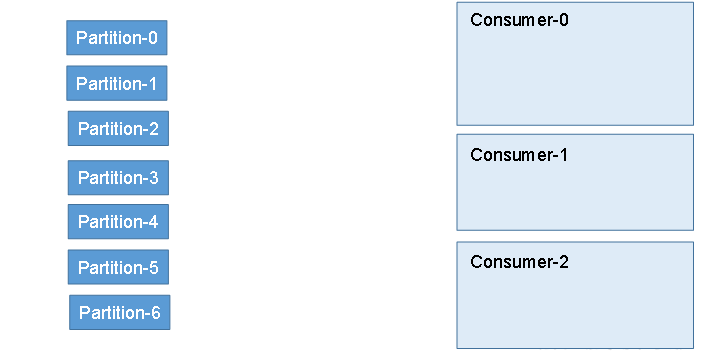 Partition-0
Partition-1
Partition-2
Partition-3
Partition-4
Partition-5
Partition-6
Consumer-0
Consumer-1
Consumer-2